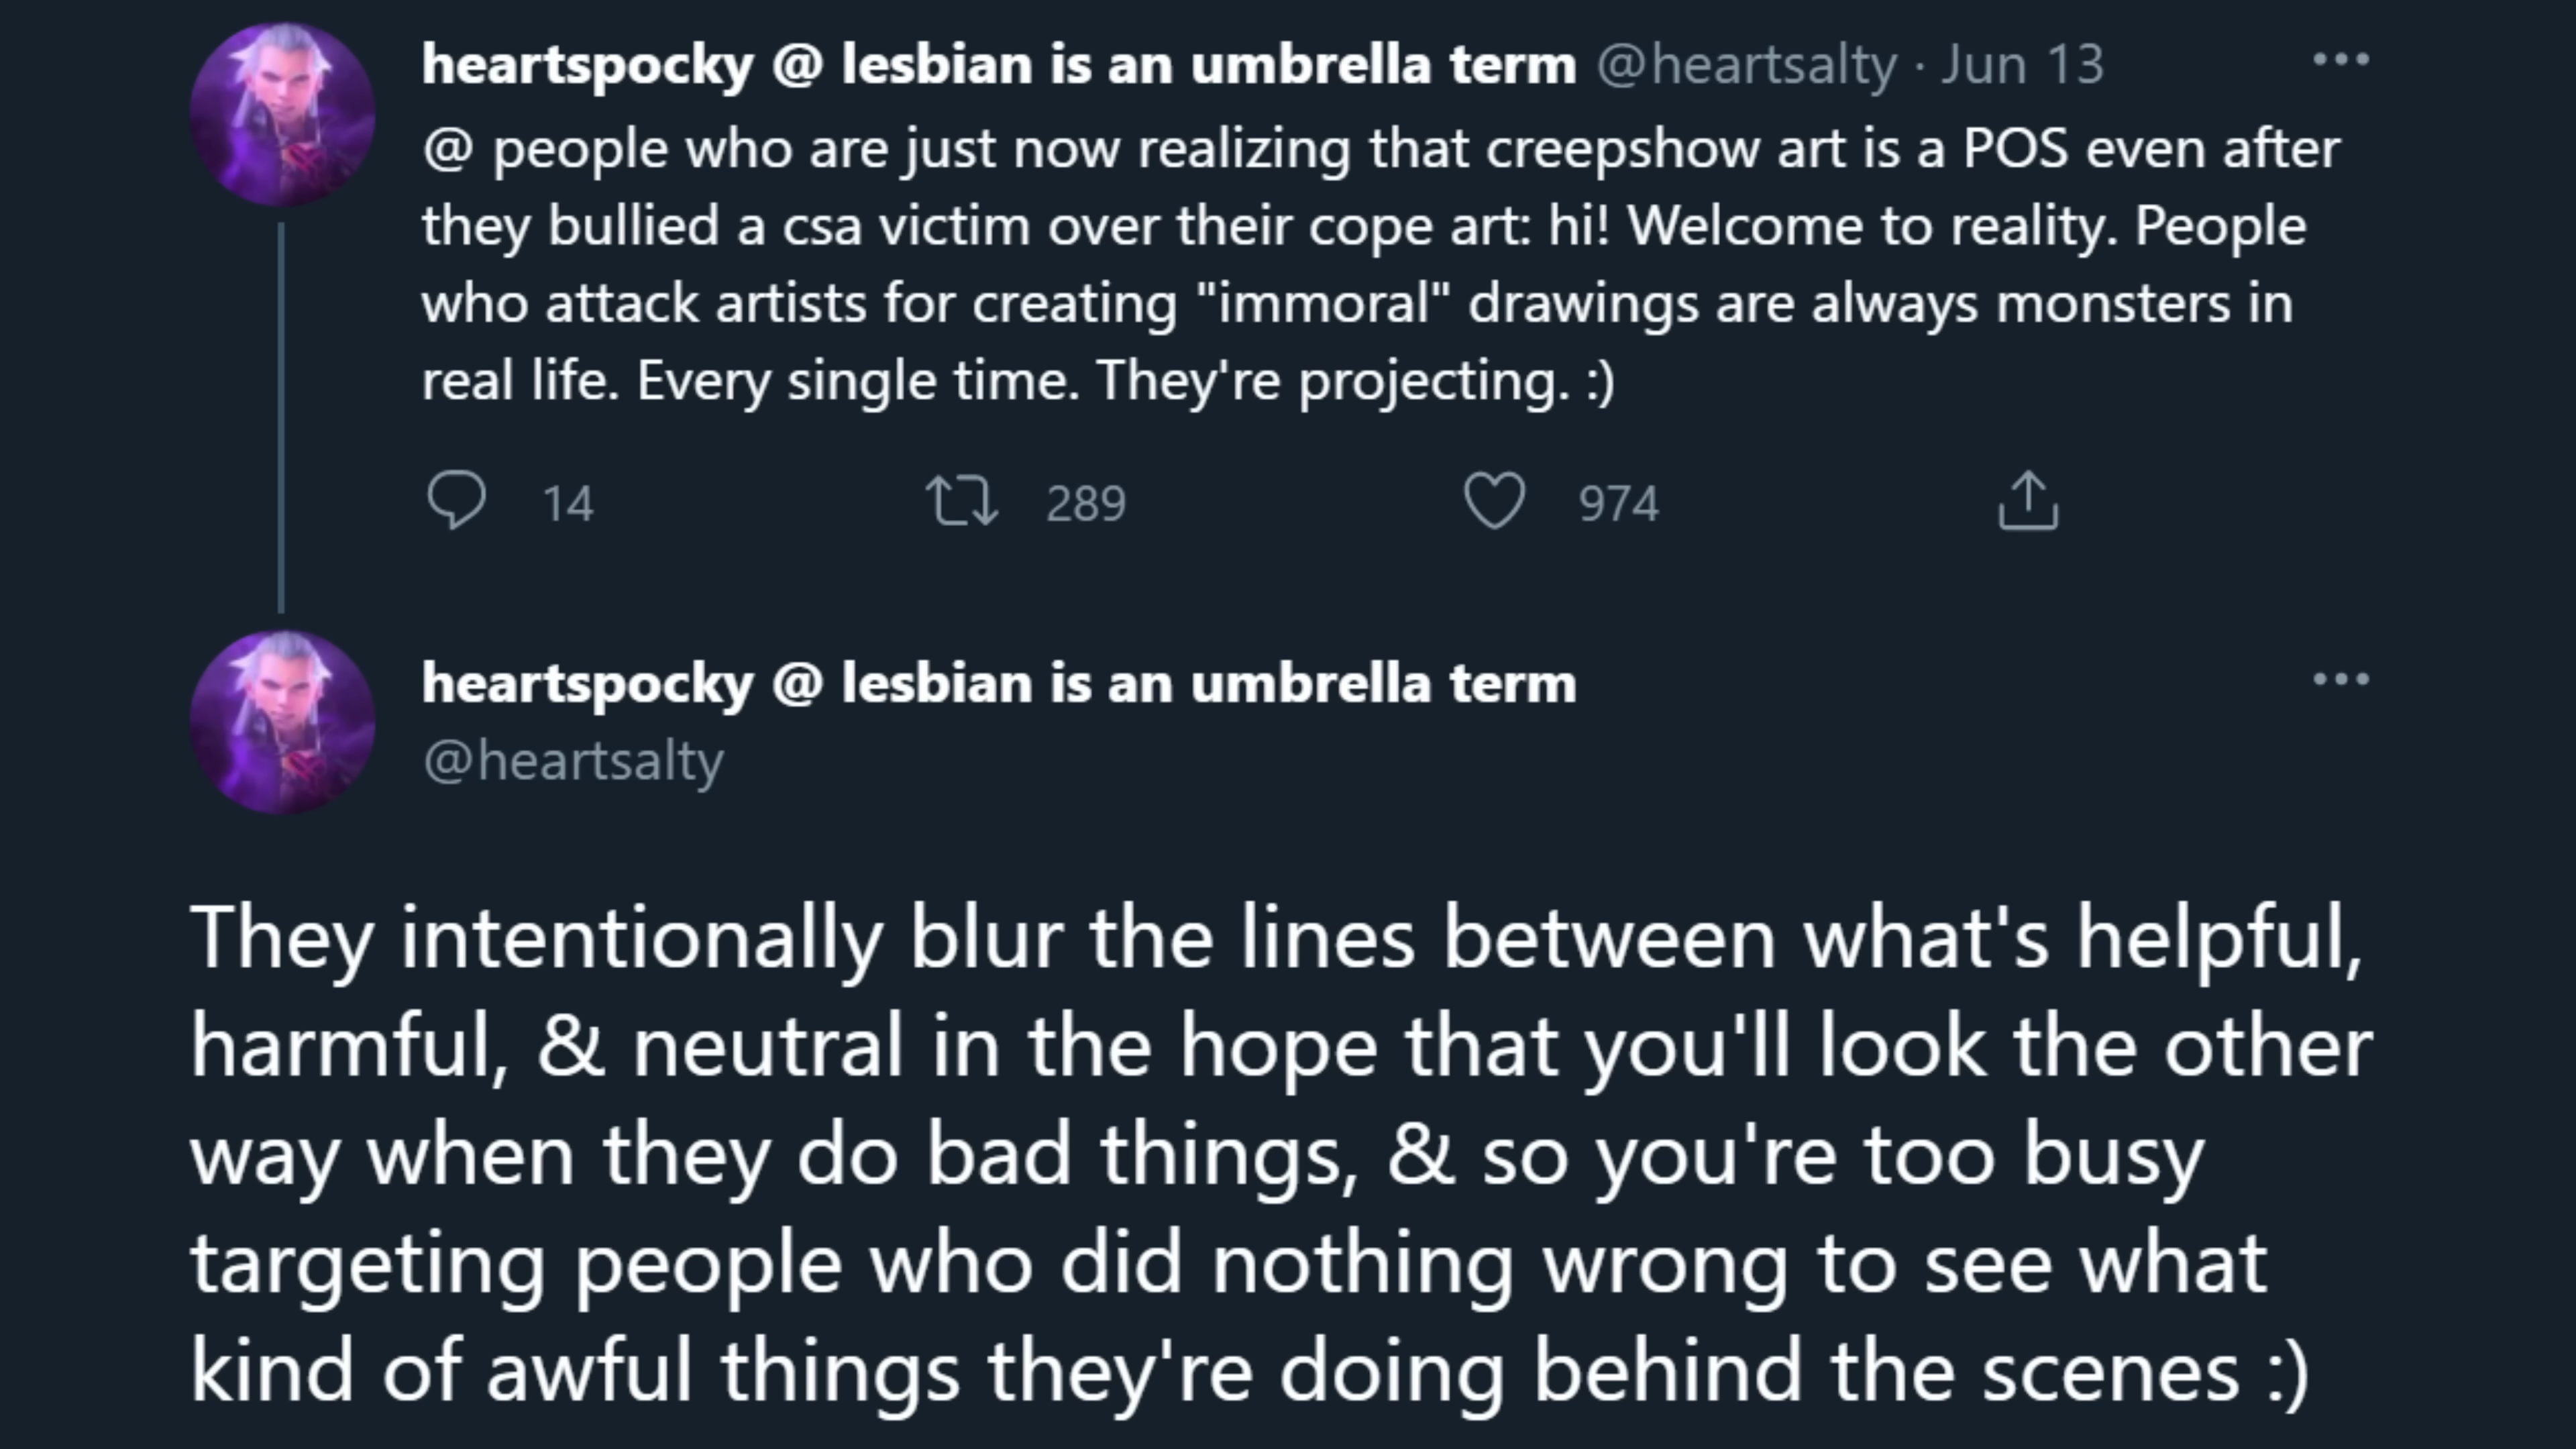 heartspocky @ lesbian is an umbrella term @heartsalty · Jun 13
@ people who are just now realizing that creepshow art is a POS even after
they bullied a csa victim over their cope art: hi! Welcome to reality. People
who attack artists for creating "immoral" drawings are always monsters in
real life. Every single time. They're projecting. :)
14 289 974
heartspocky @ lesbian is an umbrella term
@heartsalty
They intentionally blur the lines between what's helpful,
harmful, & neutral in the hope that you'll look the other
way when they do bad things, & so you're too busy
targeting people who did nothing wrong to see what
kind of awful things they're doing behind the scenes :)